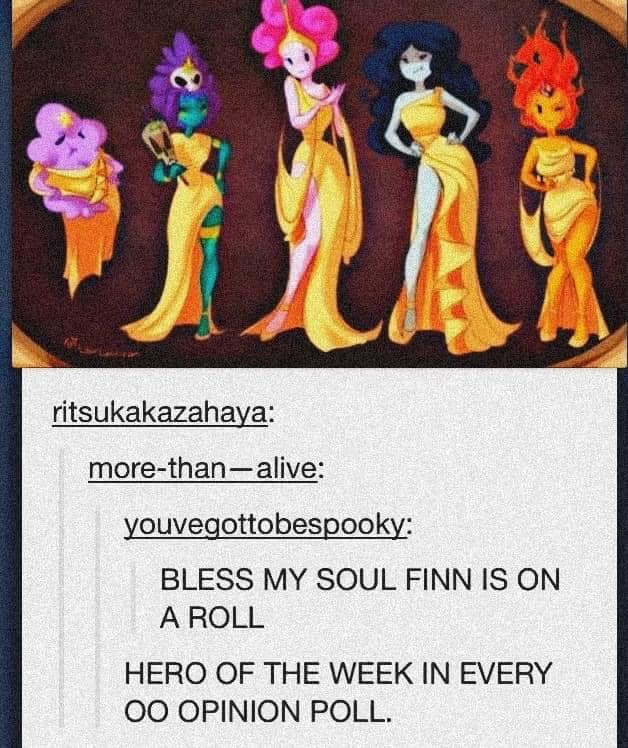 ritsukakazahaya:
more-than—alive:
youvegottobespooky:
BLESS MY SOUL FINN IS ON
A ROLL
HERO OF THE WEEK IN EVERY
OO OPINION POLL.